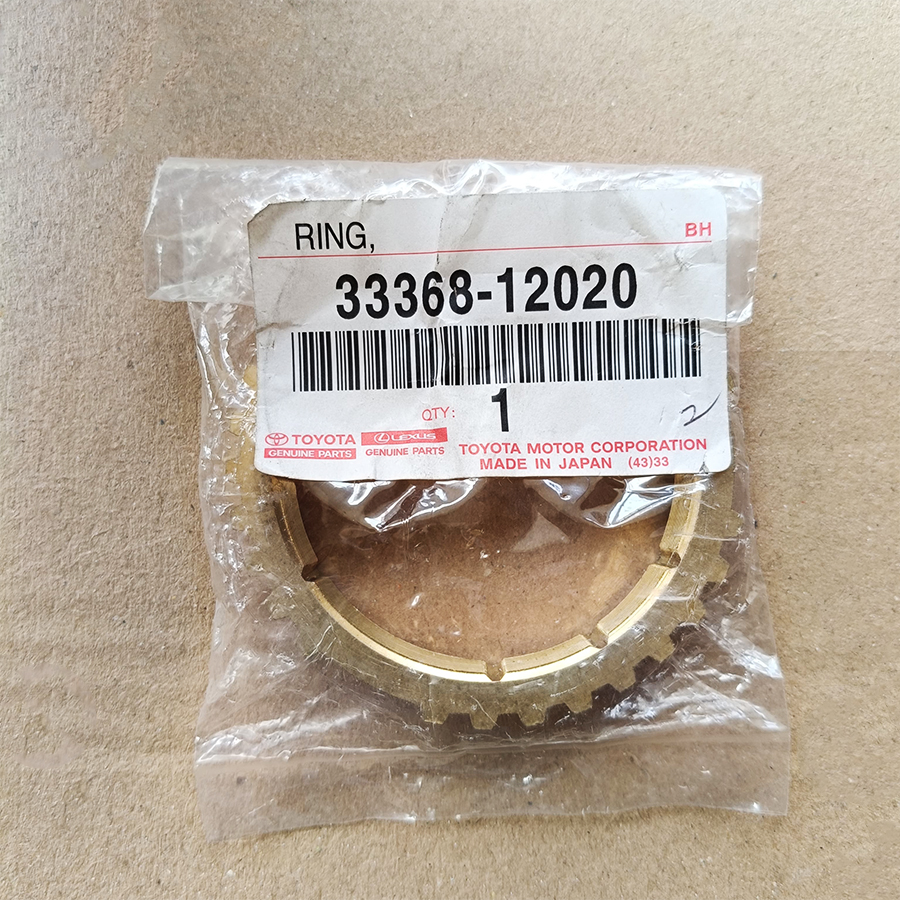 RING,
BH
33368-12020
QTY: 1
2
TOYOTA
GENUINE PARTS
LEXUS
GENUINE PARTS
TOYOTA MOTOR CORPORATION
MADE IN JAPAN (43)33